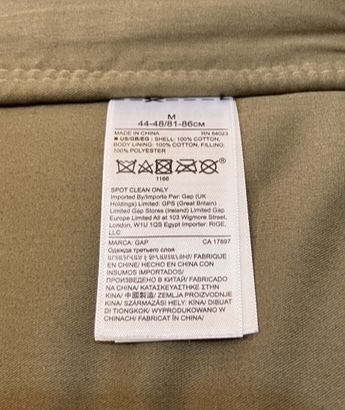 M
44-48/81-86CM
MADE IN CHINA RN 54023
★ US/GB/EG : SHELL: 100% COTTON,
BODY LINING: 100% COTTON, FILLING:
100% POLYESTER
1166
SPOT CLEAN ONLY
Imported By/Importe Par: Gap (UK
Holdings) Limited: GPS (Great Britain)
Limited Gap Stores (Ireland) Limited Gap
Europe Limited All at 103 Wigmore Street,
London, W1U 1QS Egypt Importer: RIGE,
LLC
MARCA: GAP CA 17897
Одежда третьего слоя
FABRIQUE
EN CHINE/ HECHO EN CHINA CON
INSUMOS IMPORTADOS/
ПРОИЗВЕДЕНО В КИТАЙ/ FABRICADO
NA CHINA/ ΚΑΤΑΣΚΕΥΑΣΤΗΚΕ ΣΤΗΝ
ΚΙΝΑ/ 中國製造/ ZEMLJA PROIZVODNJE
KINA/ SZÁRMAZÁSI HELY: KÍNA/ DIBUAT
DI TIONGKOK/ WYPRODUKOWANO W
CHINACH/ FABRICAT ÎN CHINA/